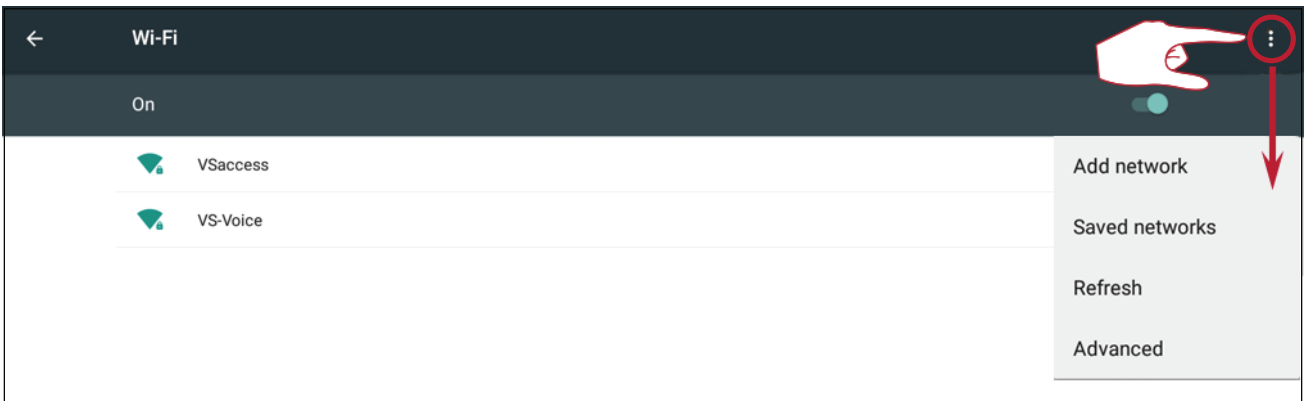 Wi-Fi
On
VSaccess
VS-Voice
Add network
Saved networks
Refresh
Advanced